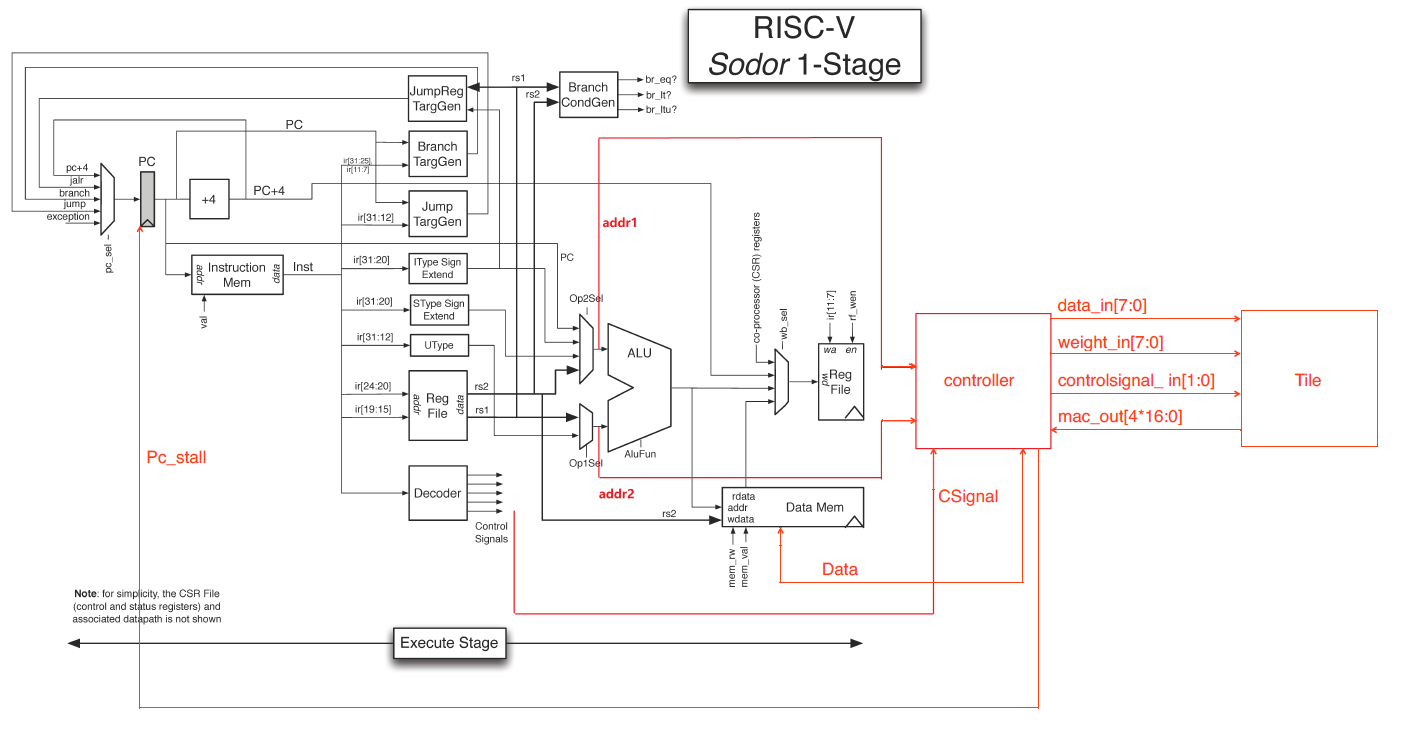 RISC-V
Sodor 1-Stage
rs1
rs2
JumpReg
TargGen
Branch
CondGen
br_eq?
br_lt?
br_ltu?
PC
Branch
TargGen
ir[31:25],
ir[11:7]
PC
pc+4
jalr
branch
jump
exception
pc_sel
+4
PC+4
Jump
TargGen
ir[31:12]
addr1
Instruction
Mem
addr
data
val
Inst
ir[31:20]
IType Sign
Extend
PC
co-processor (CSR) registers
ir[31:20]
SType Sign
Extend
Op2Sel
wb_sel
ir[11:7]
rf_wen
ir[31:12]
UType
ALU
wa
en
wd
Reg
File
ir[24:20]
ir[19:15]
addr
Reg
File
data
rs2
rs1
Op1Sel
AluFun
addr2
controller
data_in[7:0]
weight_in[7:0]
controlsignal_ in[1:0]
mac_out[4*16:0]
Tile
Pc_stall
Decoder
Control
Signals
rs2
rdata
addr
wdata
Data Mem
mem_rw
mem_val
CSignal
Data
Note: for simplicity, the CSR File
(control and status registers) and
associated datapath is not shown
Execute Stage